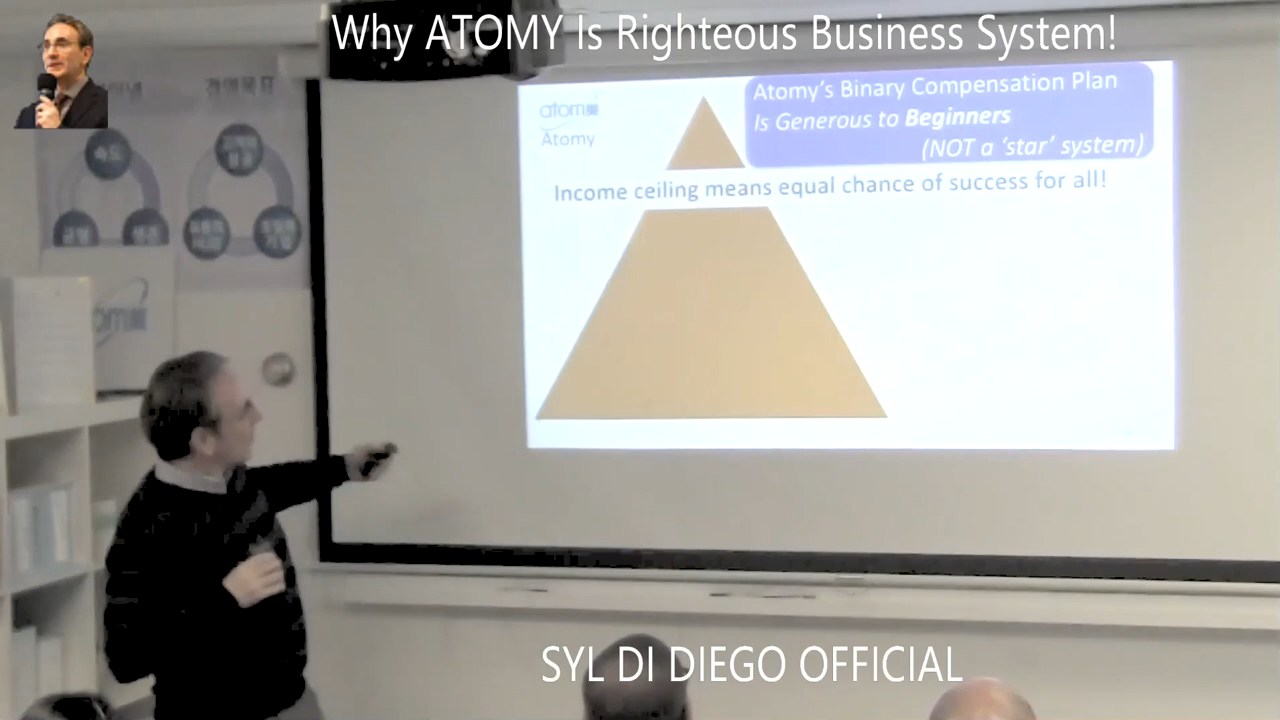 Why ATOMY Is Righteous Business System!
Atomy's Binary Compensation Plan
Is Generous to Beginners
(NOT a 'star' system)
atom
Atomy
Income ceiling means equal chance of success for all!
SYL DI DIEGO OFFICIAL